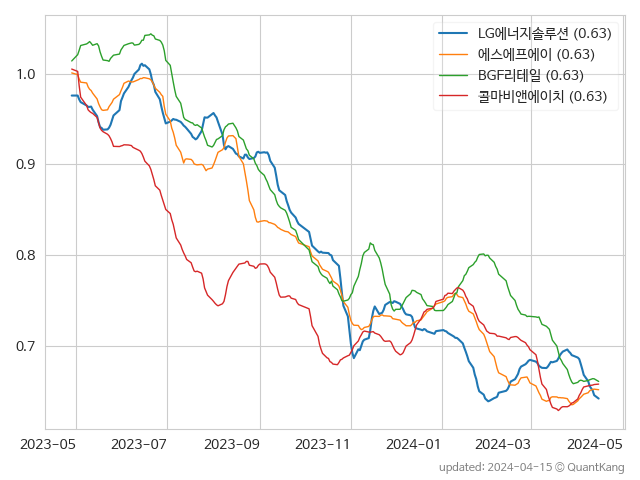 LG에너지솔루션 (0.63)
에스에프에이 (0.63)
BGF리테일 (0.63)
콜마비앤에이치 (0.63)
1.0
0.9
0.8
0.7
2023-05 2023-07 2023-09 2023-11 2024-01 2024-03 2024-05
updated: 2024-04-15 © QuantKang